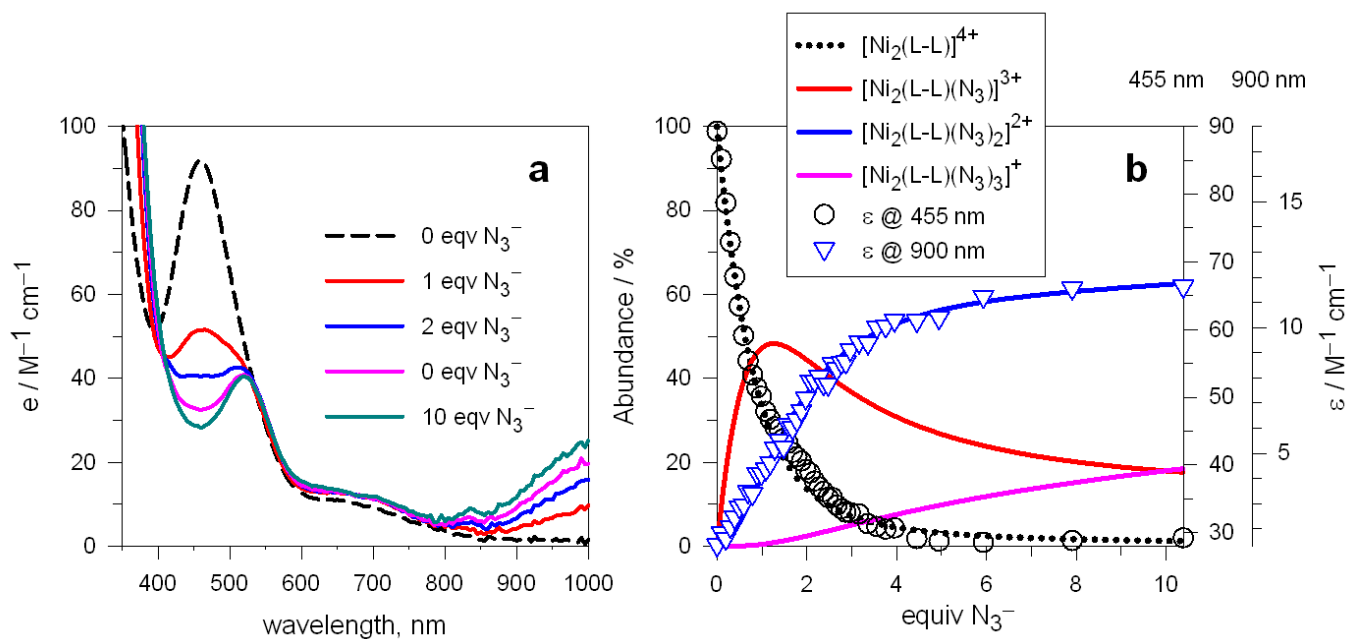 a
e / M⁻¹ cm⁻¹
100
80
60
40
20
0
0 eqv N₃⁻
1 eqv N₃⁻
2 eqv N₃⁻
0 eqv N₃⁻
10 eqv N₃⁻
400 500 600 700 800 900 1000
wavelength, nm
[Ni₂(L-L)]⁴⁺
[Ni₂(L-L)(N₃)]³⁺
[Ni₂(L-L)(N₃)₂]²⁺
[Ni₂(L-L)(N₃)₃]⁺
ε @ 455 nm
ε @ 900 nm
455 nm 900 nm
b
Abundance / %
100
80
60
40
20
0
90
80
70
60
50
40
30
15
10
5
ε / M⁻¹ cm⁻¹
0 2 4 6 8 10
equiv N₃⁻